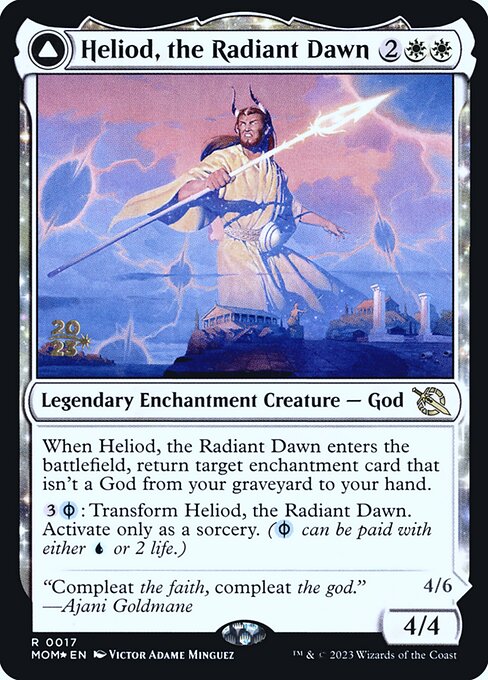 Heliod, the Radiant Dawn 2
20
23
Legendary Enchantment Creature — God
When Heliod, the Radiant Dawn enters the
battlefield, return target enchantment card that
isn't a God from your graveyard to your hand.
3: Transform Heliod, the Radiant Dawn.
Activate only as a sorcery. ( can be paid with
either or 2 life.)
“Compleat the faith, compleat the god.”
—Ajani Goldmane
4/6
4/4
R 0017
MOM★EN VICTOR ADAME MINGUEZ
™ & © 2023 Wizards of the Coast